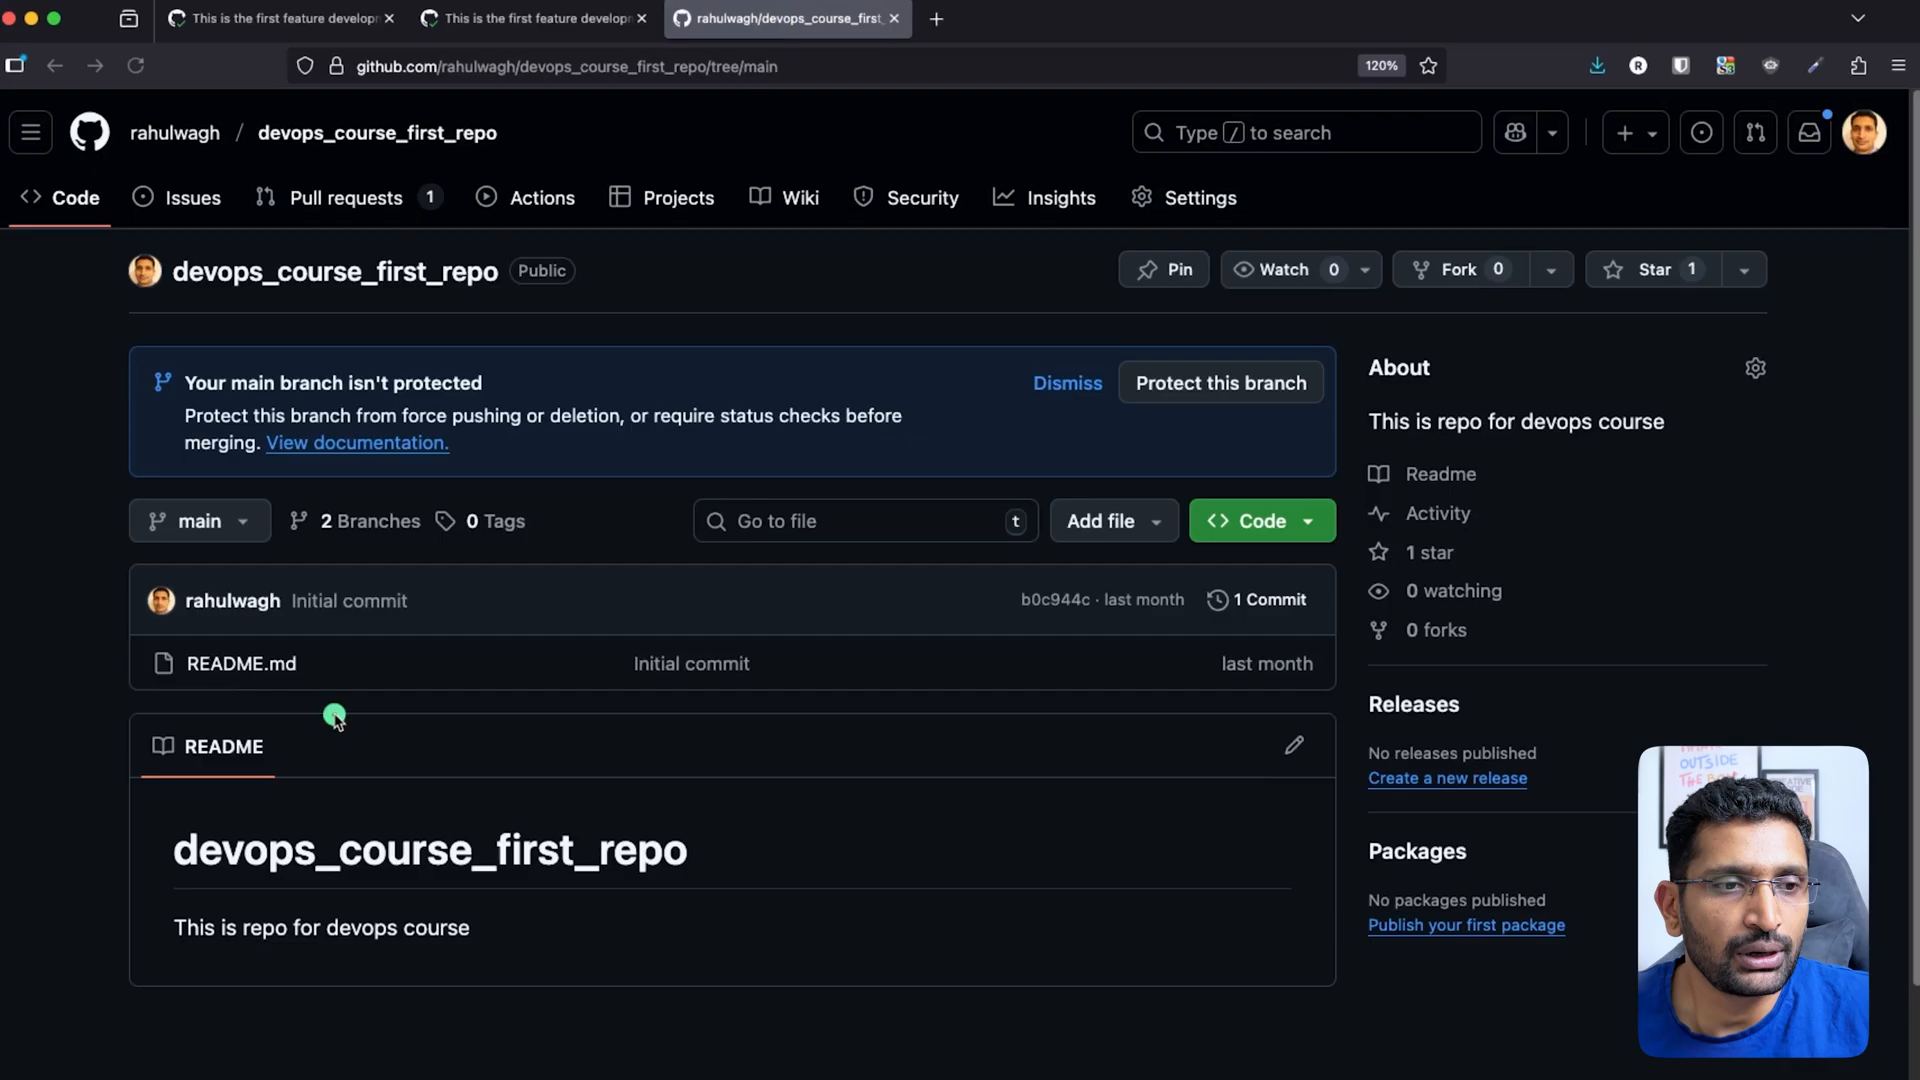 This is the first feature develop
This is the first feature develop
rahulwagh/devops_course_first_
github.com/rahulwagh/devops_course_first_repo/tree/main
120%
R
rahulwagh / devops_course_first_repo
Type / to search
Code
Issues
Pull requests 1
Actions
Projects
Wiki
Security
Insights
Settings
devops_course_first_repo Public
Pin
Watch 0
Fork 0
Star 1
Your main branch isn't protected
Protect this branch from force pushing or deletion, or require status checks before
merging. View documentation.
Dismiss
Protect this branch
main
2 Branches
0 Tags
Go to file t
Add file
Code
rahulwagh Initial commit
b0c944c · last month
1 Commit
README.md Initial commit last month
README
devops_course_first_repo
This is repo for devops course
About
This is repo for devops course
Readme
Activity
1 star
0 watching
0 forks
Releases
No releases published
Create a new release
Packages
No packages published
Publish your first package
OUTSIDE
THE BO